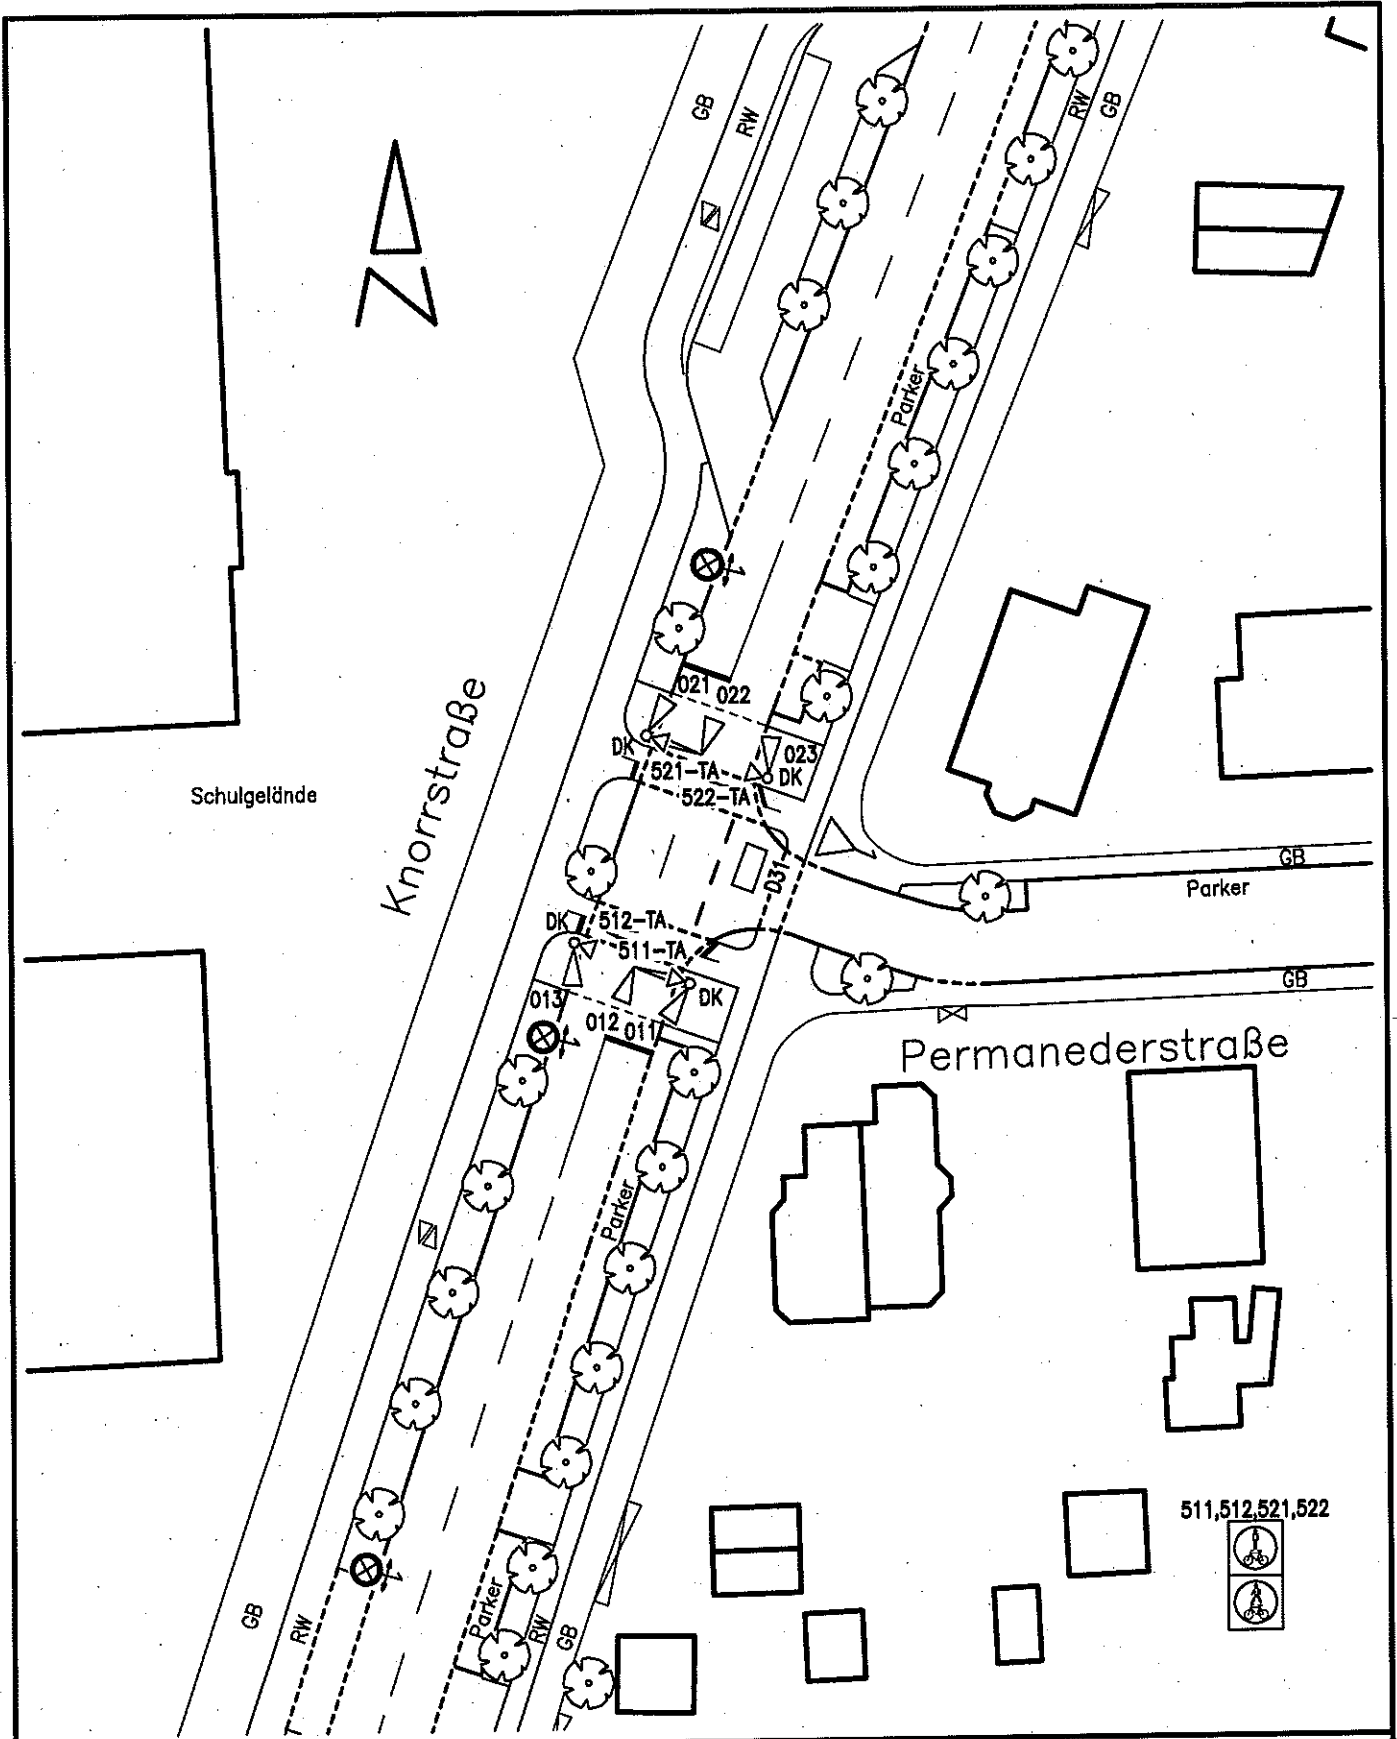 GB
RW
RW
GB
Parker
Knorrstraße
021
022
DK
023
DK
521-TA
522-TA
Schulgelände
D31
GB
Parker
DK
512-TA
511-TA
GB
013
DK
012
011
Permanederstraße
Parker
511,512,521,522
GB
RW
Parker
RW
GB